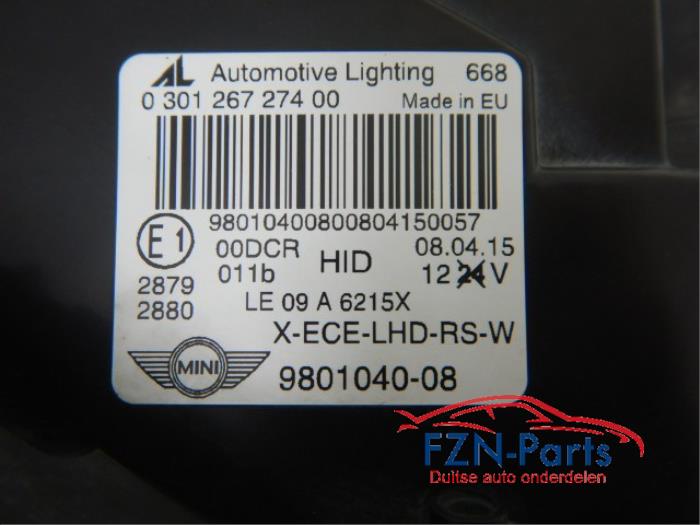 AL Automotive Lighting 668
0 301 267 274 00 Made in EU
98010400800804150057
E1 00DCR HID 08.04.15
2879 011b 12 24 V
2880 LE 09 A 6215X
X-ECE-LHD-RS-W
MINI 9801040-08
FZN-Parts
Duitse auto onderdelen